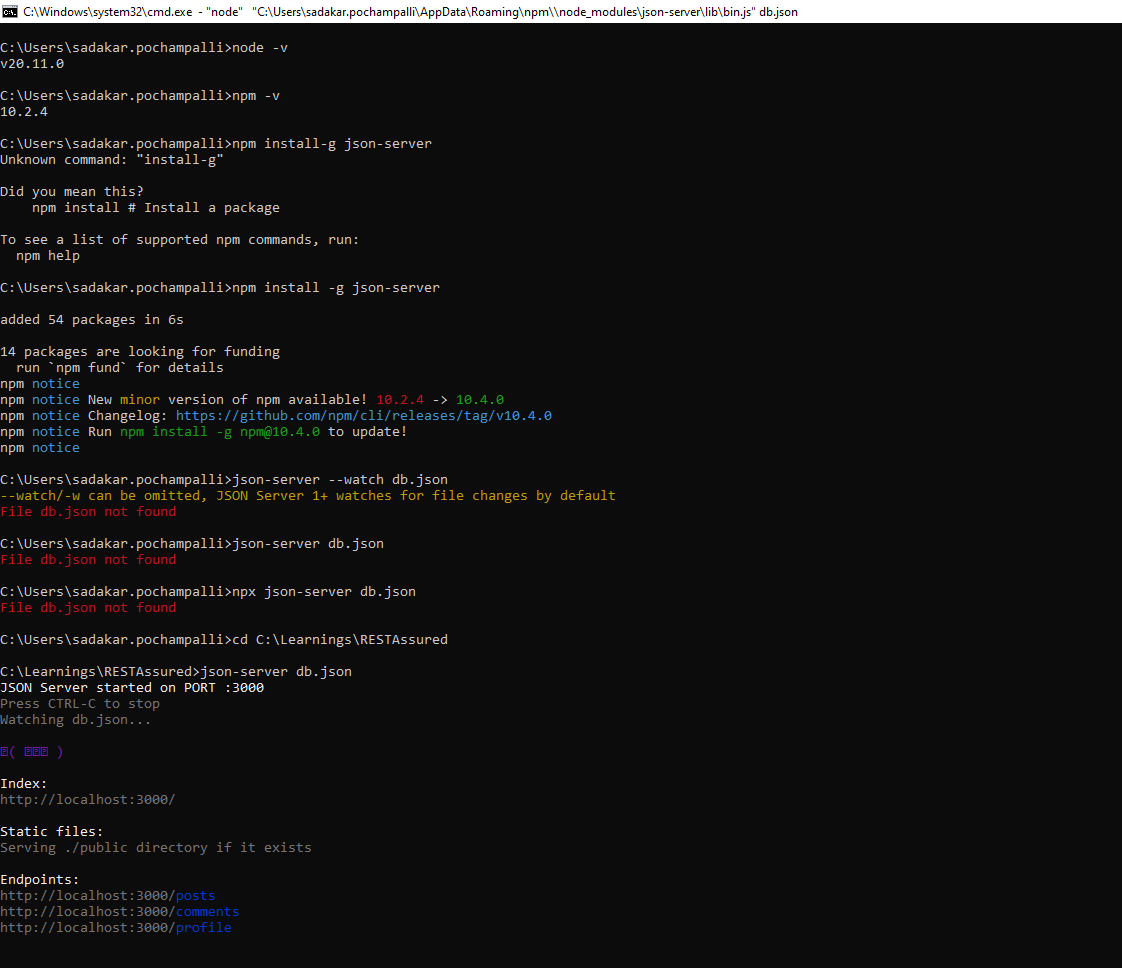 C:\Windows\system32\cmd.exe - "node"  "C:\Users\sadakar.pochampalli\AppData\Roaming\npm\\node_modules\json-server\lib\bin.js" db.json
C:\Users\sadakar.pochampalli>node -v
v20.11.0
C:\Users\sadakar.pochampalli>npm -v
10.2.4
C:\Users\sadakar.pochampalli>npm install-g json-server
Unknown command: "install-g"
Did you mean this?
    npm install # Install a package
To see a list of supported npm commands, run:
  npm help
C:\Users\sadakar.pochampalli>npm install -g json-server
added 54 packages in 6s
14 packages are looking for funding
  run `npm fund` for details
npm notice
npm notice New minor version of npm available! 10.2.4 -> 10.4.0
npm notice Changelog: https://github.com/npm/cli/releases/tag/v10.4.0
npm notice Run npm install -g npm@10.4.0 to update!
npm notice
C:\Users\sadakar.pochampalli>json-server --watch db.json
--watch/-w can be omitted, JSON Server 1+ watches for file changes by default
File db.json not found
C:\Users\sadakar.pochampalli>json-server db.json
File db.json not found
C:\Users\sadakar.pochampalli>npx json-server db.json
File db.json not found
C:\Users\sadakar.pochampalli>cd C:\Learnings\RESTAssured
C:\Learnings\RESTAssured>json-server db.json
JSON Server started on PORT :3000
Press CTRL-C to stop
Watching db.json...
( )
Index:
http://localhost:3000/
Static files:
Serving ./public directory if it exists
Endpoints:
http://localhost:3000/posts
http://localhost:3000/comments
http://localhost:3000/profile